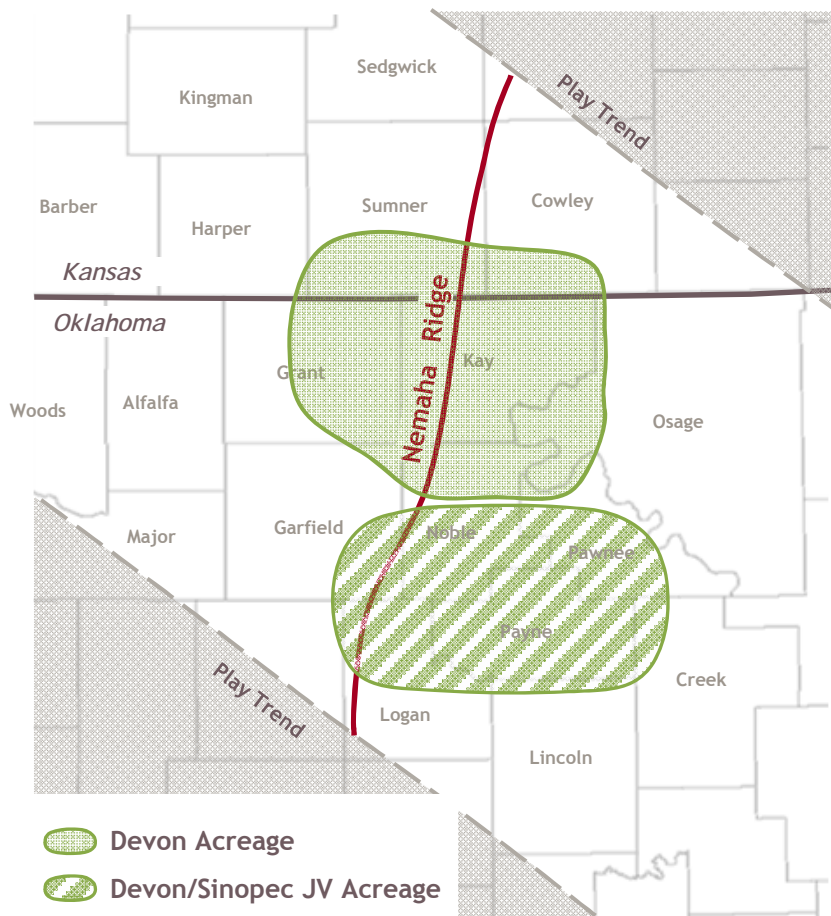 Sedgwick
Kingman
Play Trend
Barber
Harper
Sumner
Cowley
Kansas
Oklahoma
Nemaha Ridge
Grant
Kay
Woods
Alfalfa
Osage
Major
Garfield
Noble
Pawnee
Payne
Play Trend
Creek
Logan
Lincoln
Devon Acreage
Devon/Sinopec JV Acreage